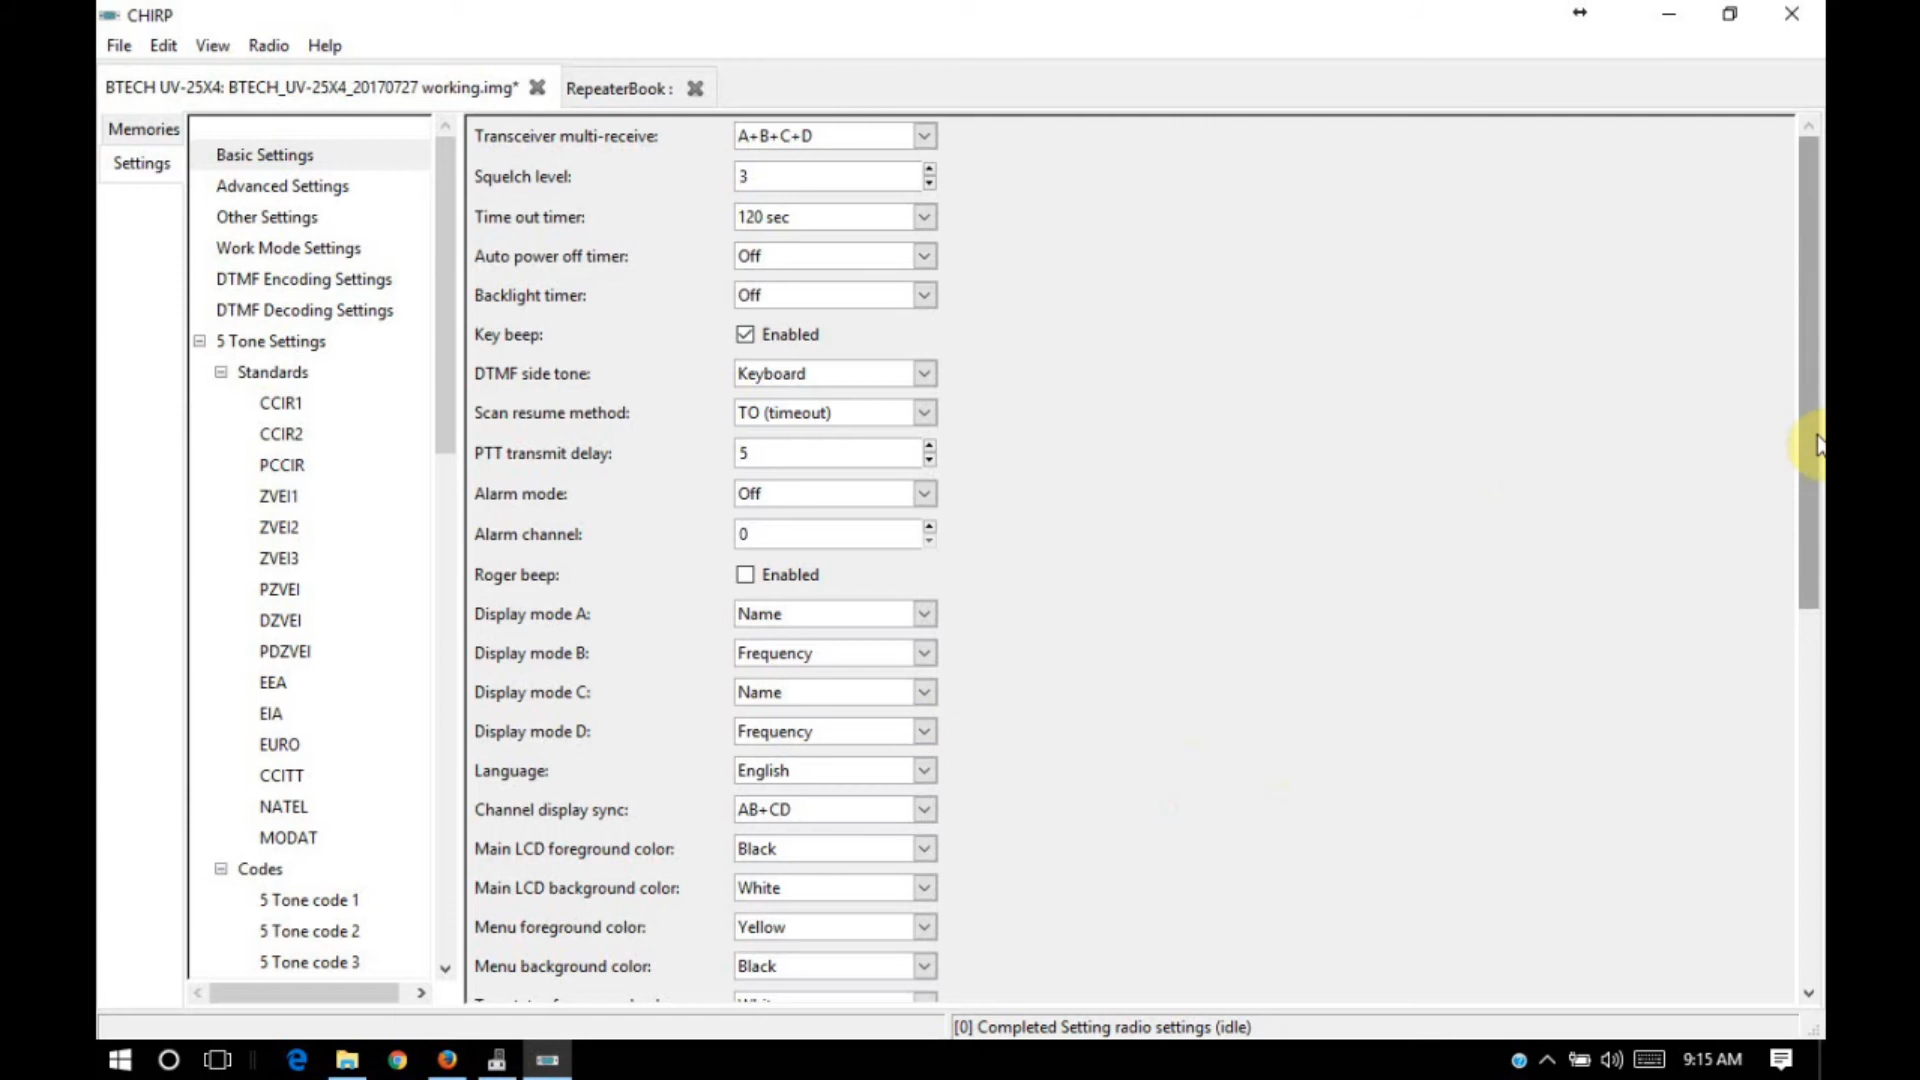 CHIRP
File Edit View Radio Help
BTECH UV-25X4: BTECH_UV-25X4_20170727 working.img* RepeaterBook :
Memories
Settings
Basic Settings
Advanced Settings
Other Settings
Work Mode Settings
DTMF Encoding Settings
DTMF Decoding Settings
5 Tone Settings
Standards
CCIR1
CCIR2
PCCIR
ZVEI1
ZVEI2
ZVEI3
PZVEI
DZVEI
PDZVEI
EEA
EIA
EURO
CCITT
NATEL
MODAT
Codes
5 Tone code 1
5 Tone code 2
5 Tone code 3
Transceiver multi-receive: A+B+C+D
Squelch level: 3
Time out timer: 120 sec
Auto power off timer: Off
Backlight timer: Off
Key beep: Enabled
DTMF side tone: Keyboard
Scan resume method: TO (timeout)
PTT transmit delay: 5
Alarm mode: Off
Alarm channel: 0
Roger beep: Enabled
Display mode A: Name
Display mode B: Frequency
Display mode C: Name
Display mode D: Frequency
Language: English
Channel display sync: AB+CD
Main LCD foreground color: Black
Main LCD background color: White
Menu foreground color: Yellow
Menu background color: Black
[0] Completed Setting radio settings (idle)
9:15 AM